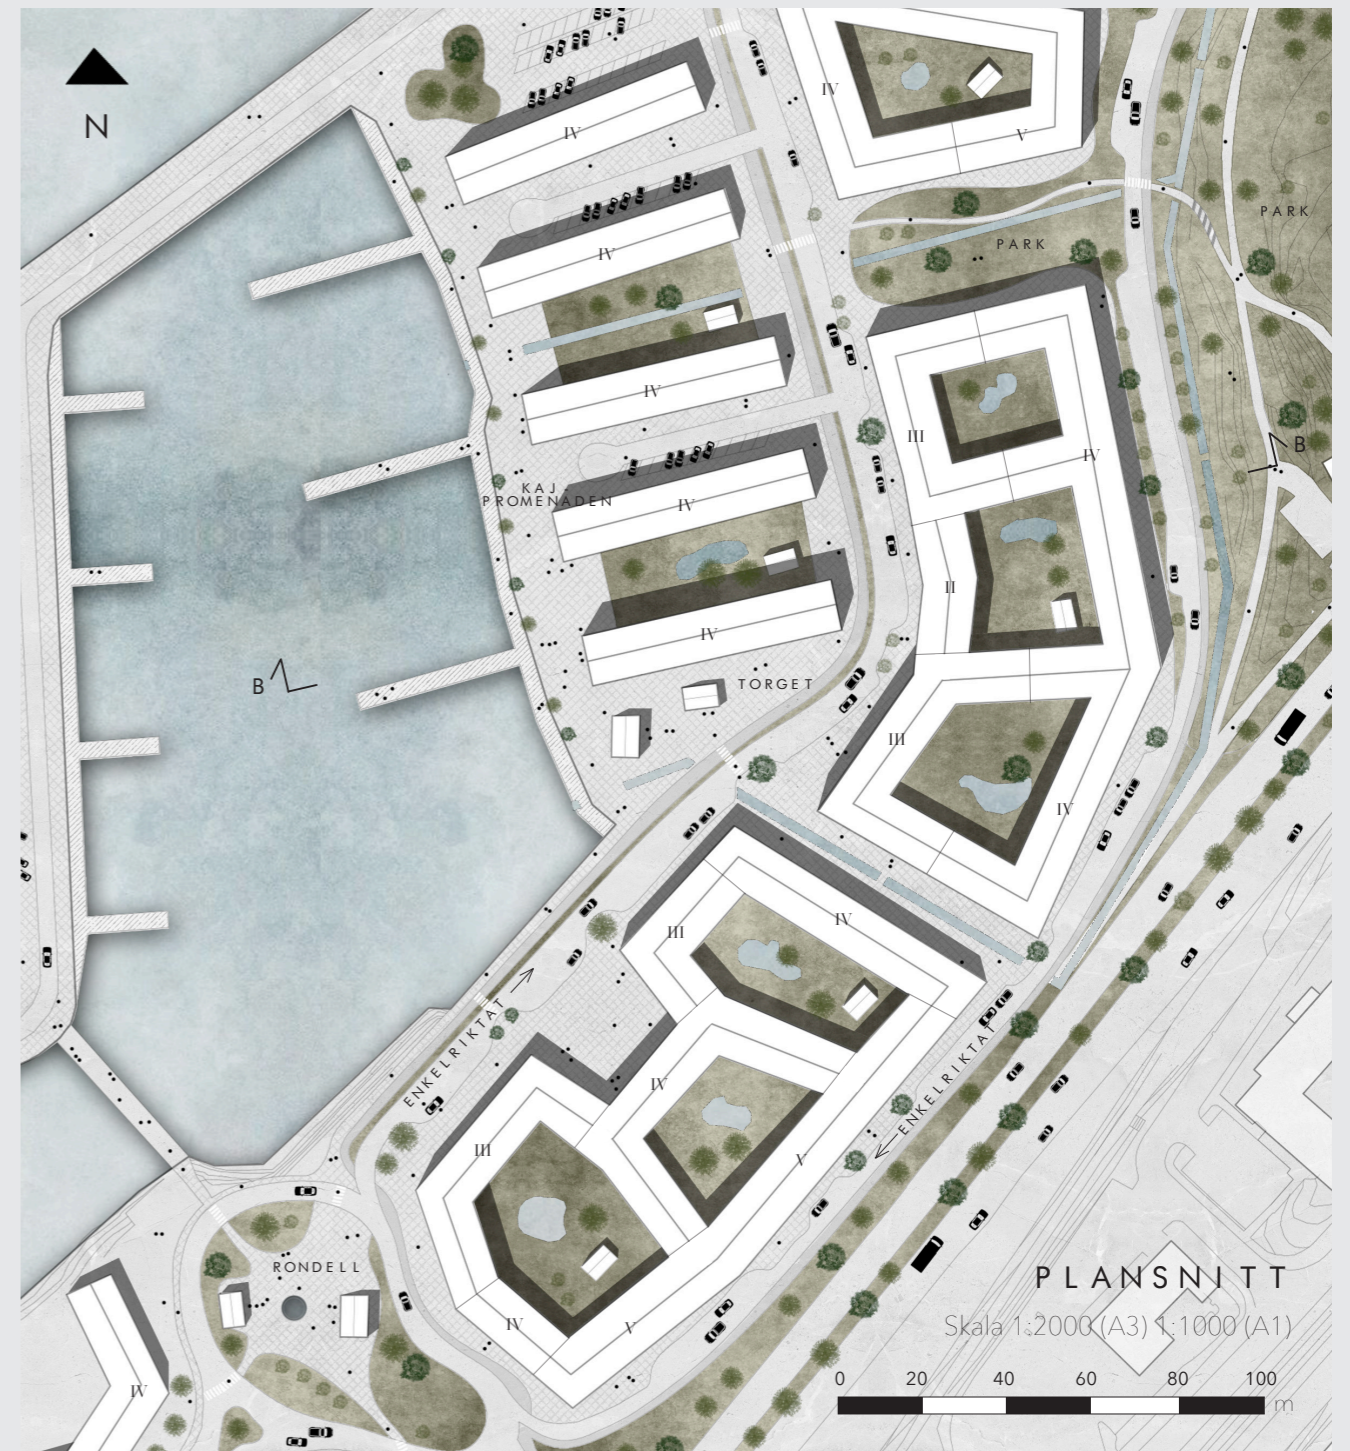 N
IV
IV
V
IV
PARK
PARK
IV
IV
III
IV
KAJ-
PROMENADEN
IV
II
IV
TORGET
B
B
III
IV
IV
III
ENKELRIKTAT
ENKELRIKTAT
IV
III
V
RONDELL
IV
V
IV
PLANSNITT
Skala 1:2000 (A3) 1:1000 (A1)
0 20 40 60 80 100
m